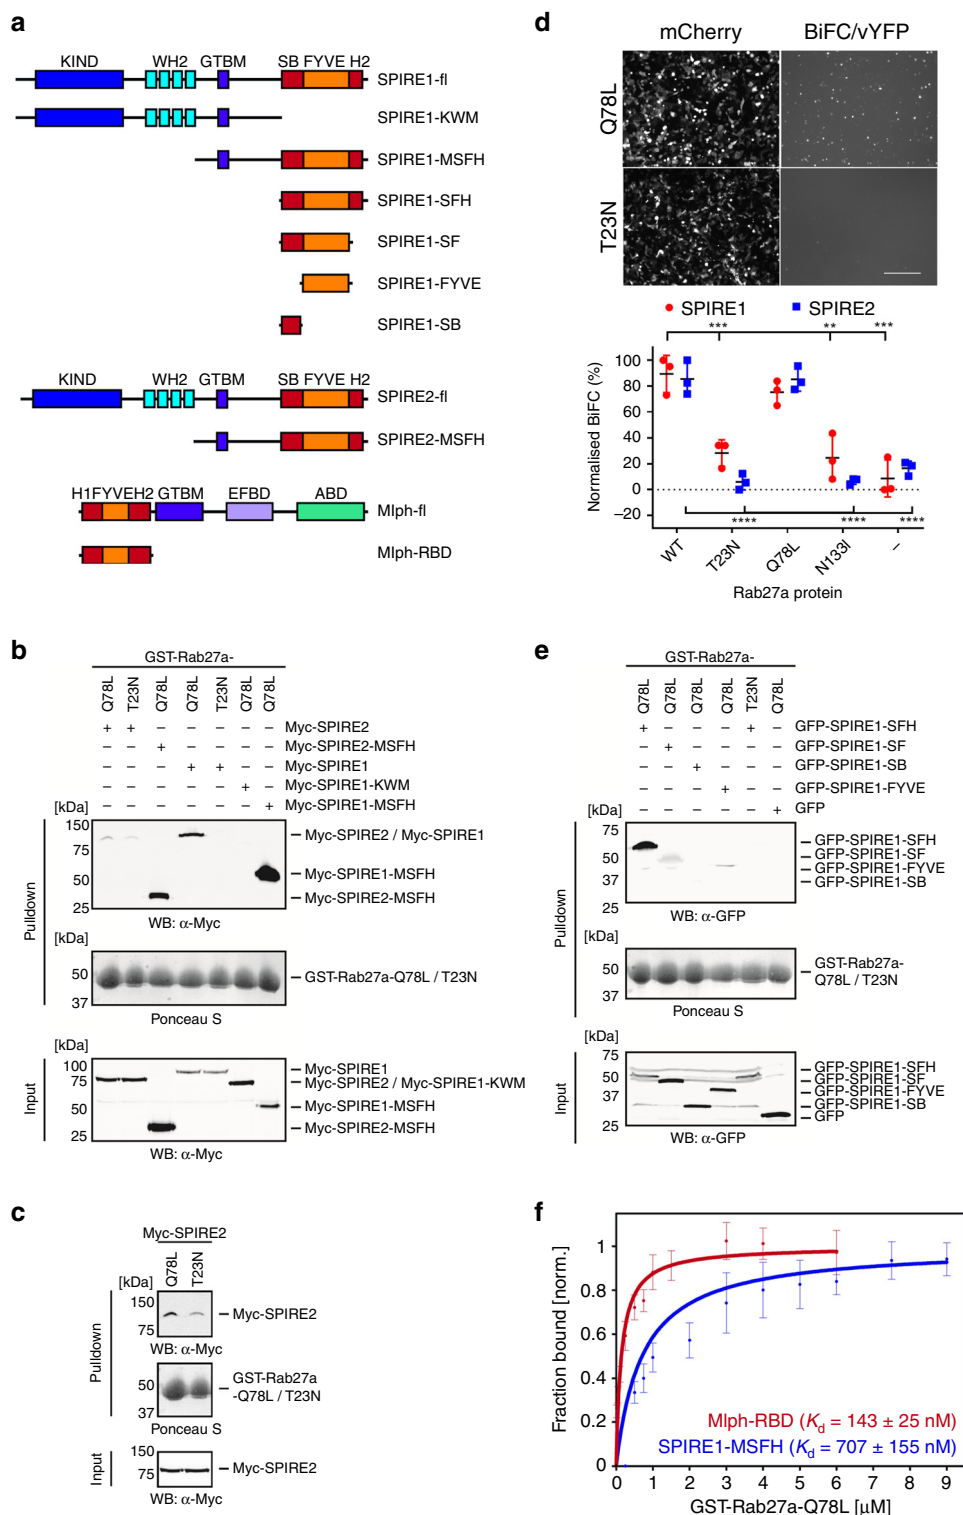 a
KIND WH2 GTBM SB FYVE H2
SPIRE1-fl
SPIRE1-KWM
SPIRE1-MSFH
SPIRE1-SFH
SPIRE1-SF
SPIRE1-FYVE
SPIRE1-SB
KIND WH2 GTBM SB FYVE H2
SPIRE2-fl
SPIRE2-MSFH
H1FYVEH2 GTBM EFBD ABD
Mlph-fl
Mlph-RBD
b
GST-Rab27a-
Q78L T23N Q78L Q78L T23N Q78L Q78L
+ + – – – – – Myc-SPIRE2
– – + – – – – Myc-SPIRE2-MSFH
– – – + + – – Myc-SPIRE1
– – – – – + – Myc-SPIRE1-KWM
– – – – – – + Myc-SPIRE1-MSFH
[kDa]
150
75
50
25
Myc-SPIRE2 / Myc-SPIRE1
Myc-SPIRE1-MSFH
Myc-SPIRE2-MSFH
WB: α-Myc
Pulldown
[kDa]
50
37
GST-Rab27a-Q78L / T23N
Ponceau S
[kDa]
100
75
50
25
Myc-SPIRE1
Myc-SPIRE2 / Myc-SPIRE1-KWM
Myc-SPIRE1-MSFH
Myc-SPIRE2-MSFH
WB: α-Myc
Input
c
Myc-SPIRE2
Q78L T23N
[kDa]
150
75
Myc-SPIRE2
WB: α-Myc
Pulldown
50
37
GST-Rab27a
-Q78L / T23N
Ponceau S
Input
150
75
Myc-SPIRE2
WB: α-Myc
d
mCherry BiFC/vYFP
Q78L
T23N
SPIRE1 SPIRE2
*** ** ***
Normalised BiFC (%)
100
80
60
40
20
0
–20
**** **** ****
WT T23N Q78L N133I –
Rab27a protein
e
GST-Rab27a-
Q78L Q78L Q78L Q78L T23N Q78L
+ – – – + – GFP-SPIRE1-SFH
– + – – – – GFP-SPIRE1-SF
– – + – – – GFP-SPIRE1-SB
– – – + – – GFP-SPIRE1-FYVE
– – – – – + GFP
[kDa]
75
50
37
25
GFP-SPIRE1-SFH
GFP-SPIRE1-SF
GFP-SPIRE1-FYVE
GFP-SPIRE1-SB
WB: α-GFP
Pulldown
[kDa]
50
37
GST-Rab27a-
Q78L / T23N
Ponceau S
[kDa]
75
50
37
25
GFP-SPIRE1-SFH
GFP-SPIRE1-SF
GFP-SPIRE1-FYVE
GFP-SPIRE1-SB
GFP
WB: α-GFP
Input
f
Fraction bound [norm.]
1
0.8
0.6
0.4
0.2
0
Mlph-RBD (Kd = 143 ± 25 nM)
SPIRE1-MSFH (Kd = 707 ± 155 nM)
0 1 2 3 4 5 6 7 8 9
GST-Rab27a-Q78L [µM]